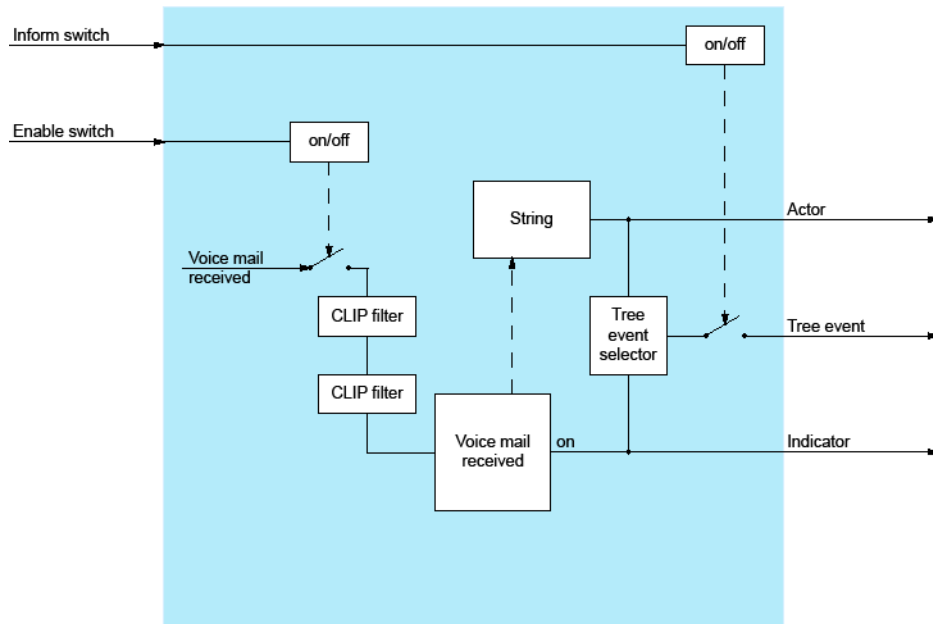 Inform switch
on/off
Enable switch
on/off
String
Actor
Voice mail
received
CLIP filter
Tree
event
selector
Tree event
CLIP filter
Voice mail
received
on
Indicator